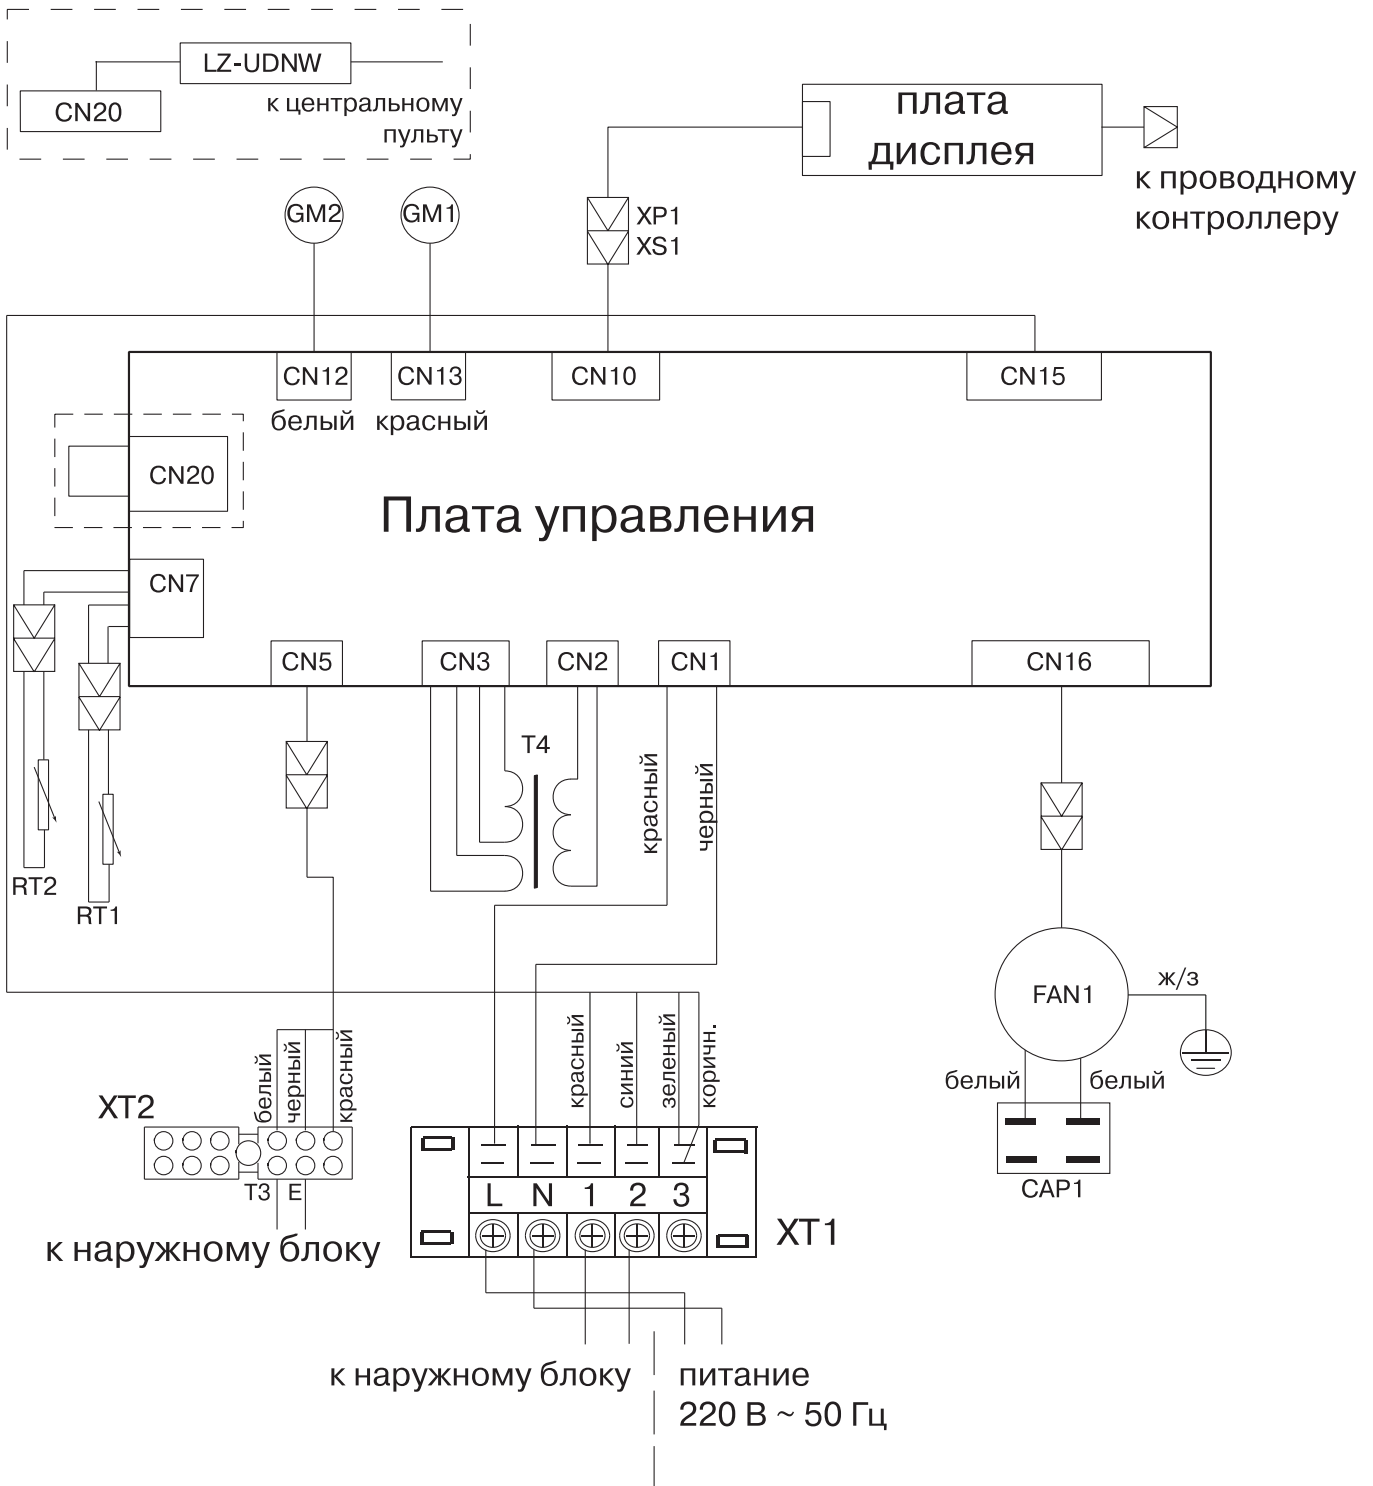 LZ-UDNW
CN20
к центральному
пульту
плата
дисплея
к проводному
контроллеру
GM2
GM1
XP1
XS1
CN12
CN13
CN10
CN15
белый
красный
CN20
Плата управления
CN7
CN5
CN3
CN2
CN1
CN16
T4
красный
черный
RT2
RT1
FAN1
ж/з
белый
черный
красный
красный
синий
зеленый
коричн.
белый
белый
XT2
CAP1
T3
E
L
N
1
2
3
XT1
к наружному блоку
к наружному блоку
питание
220 В ~ 50 Гц